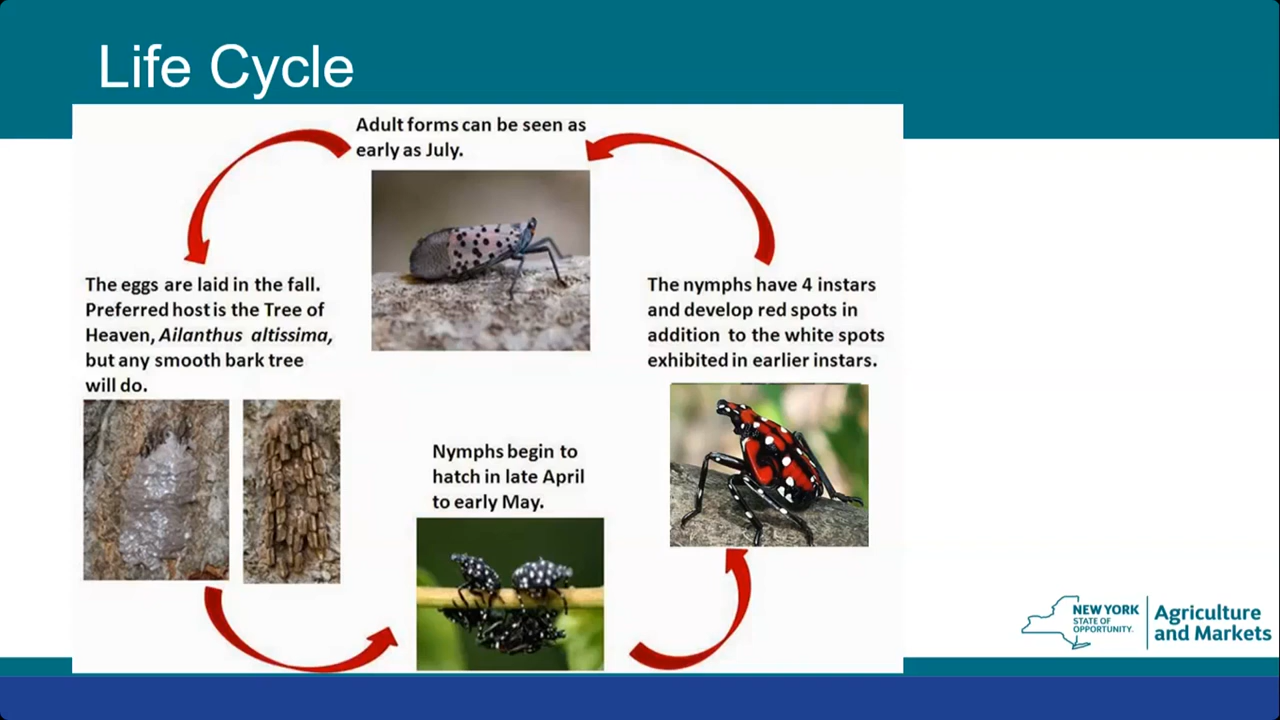 Life Cycle
Adult forms can be seen as
early as July.
The eggs are laid in the fall.
Preferred host is the Tree of
Heaven, Ailanthus altissima,
but any smooth bark tree
will do.
Nymphs begin to
hatch in late April
to early May.
The nymphs have 4 instars
and develop red spots in
addition to the white spots
exhibited in earlier instars.
NEW YORK
STATE OF
OPPORTUNITY.
Agriculture
and Markets